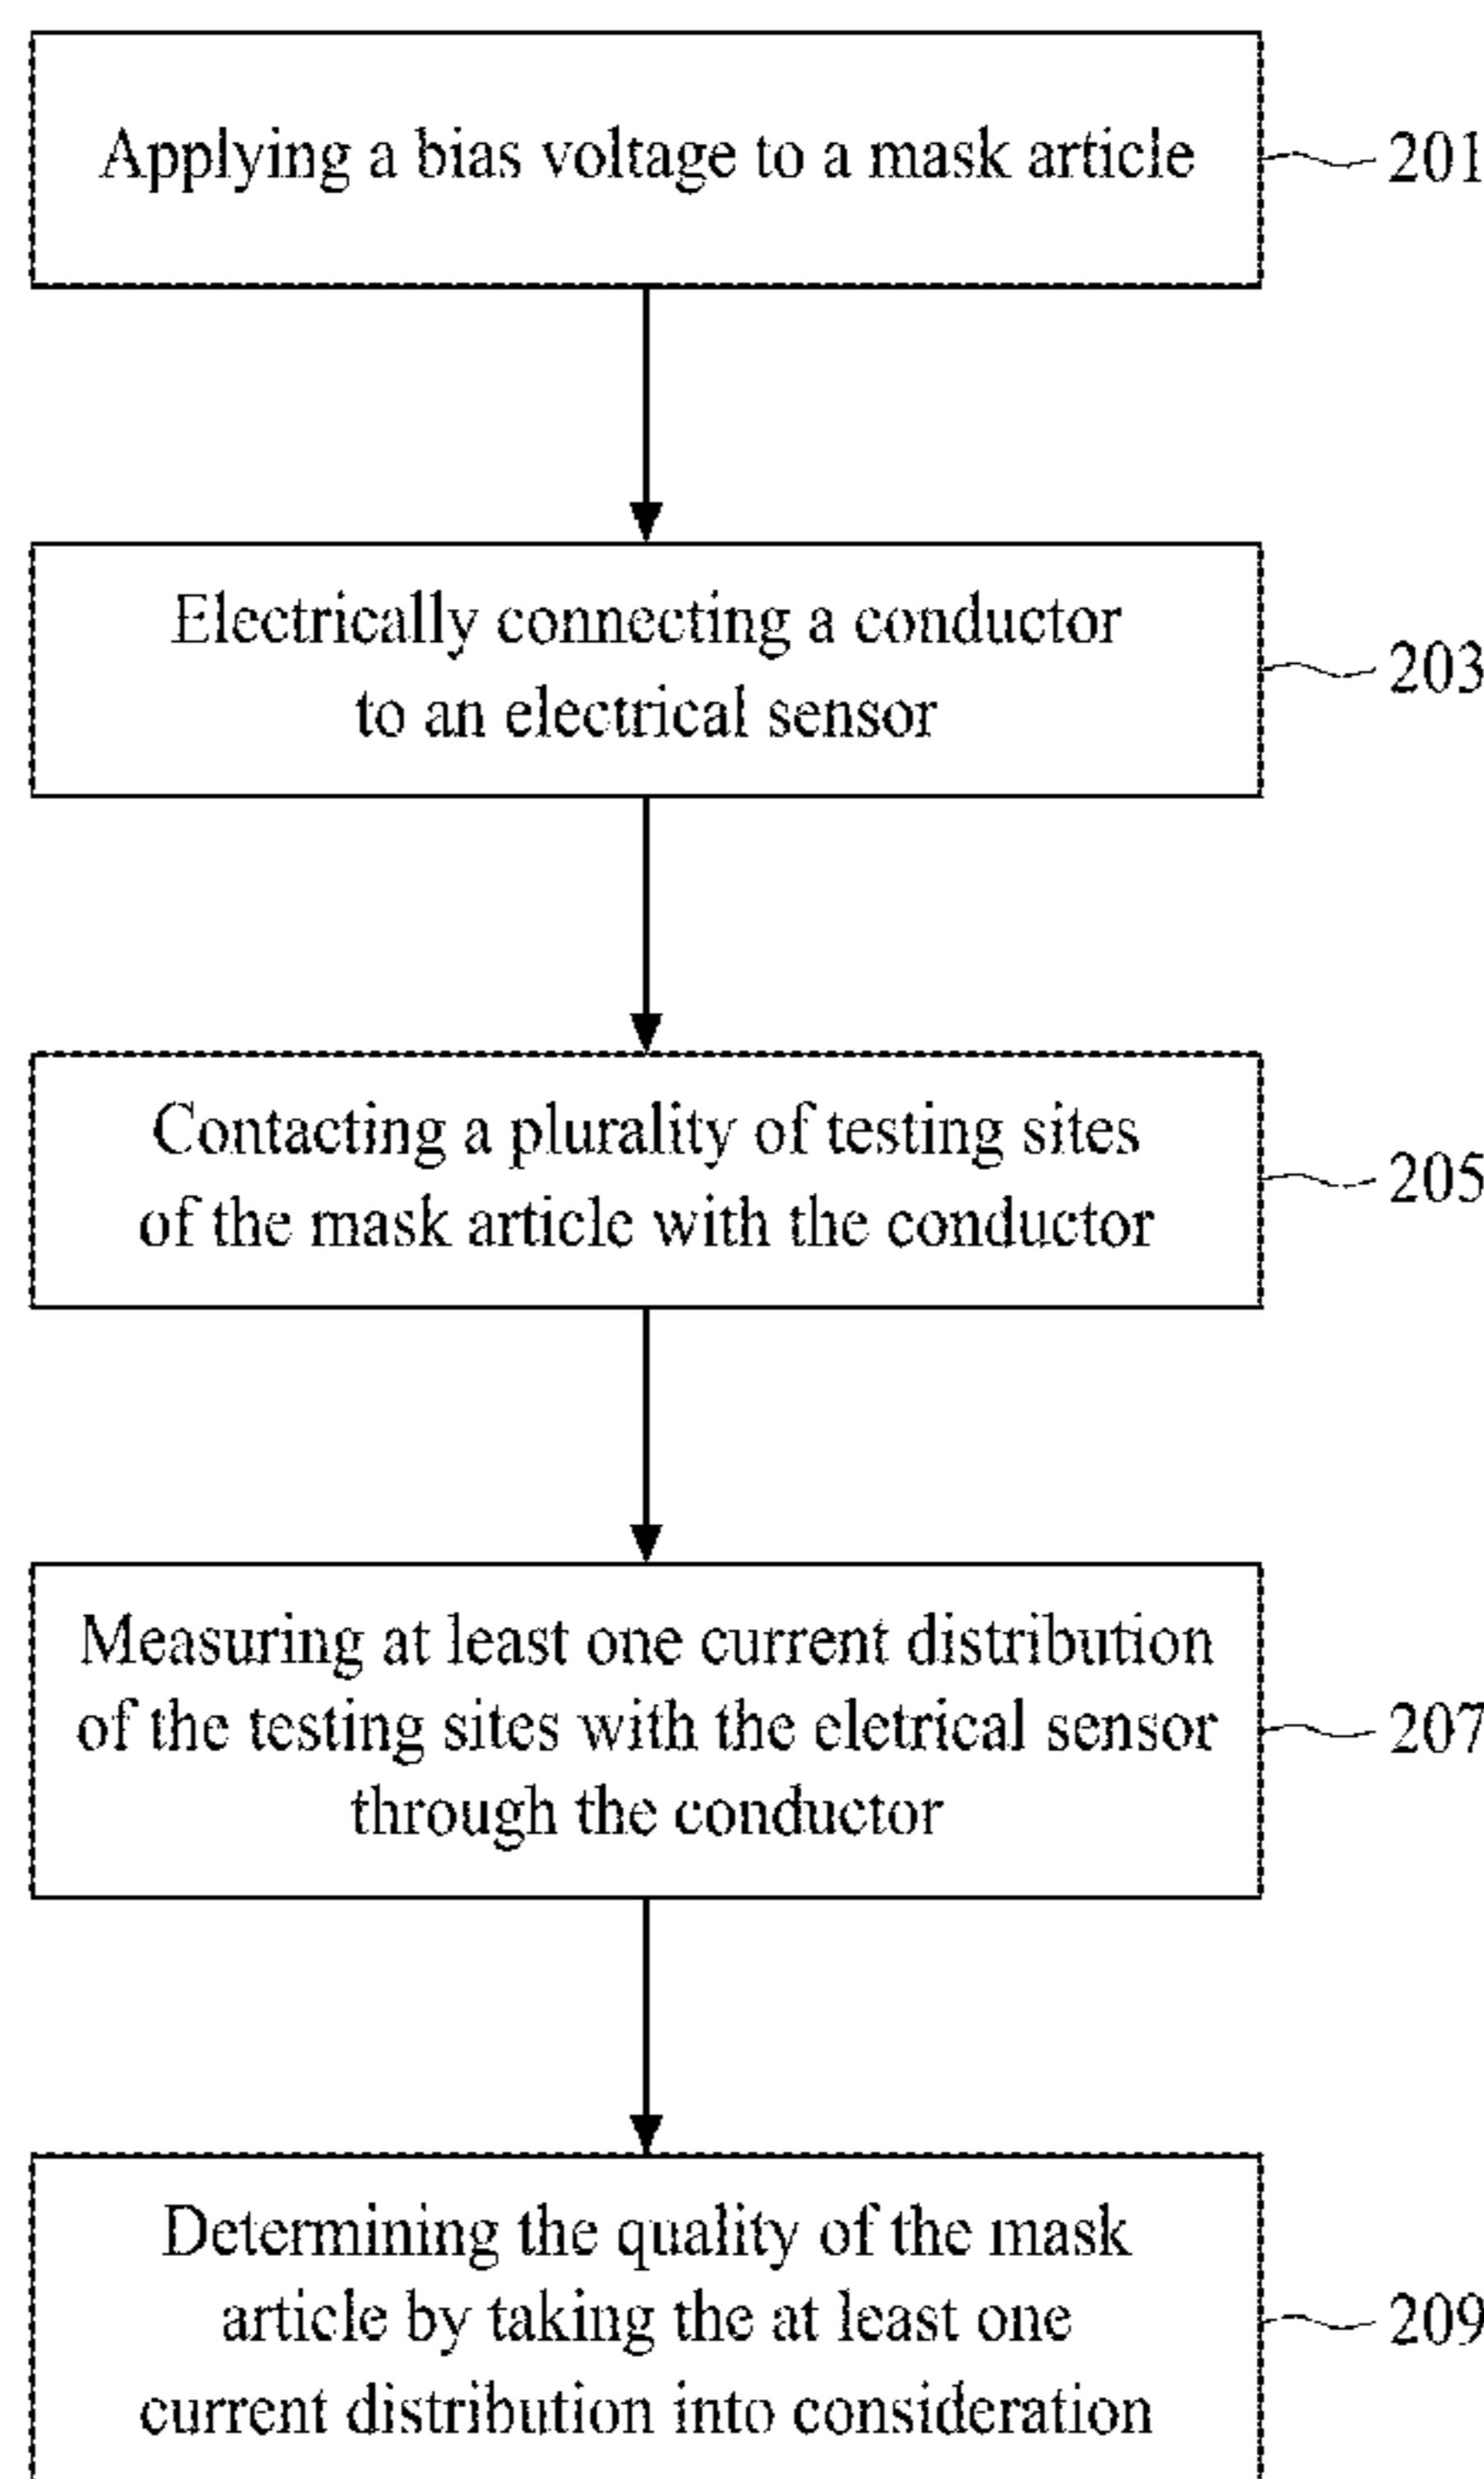 Applying a bias voltage to a mask article
201
Electrically connecting a conductor
to an electrical sensor
203
Contacting a plurality of testing sites
of the mask article with the conductor
205
Measuring at least one current distribution
of the testing sites with the eletrical sensor
through the conductor
207
Determining the quality of the mask
article by taking the at least one
current distribution into consideration
209